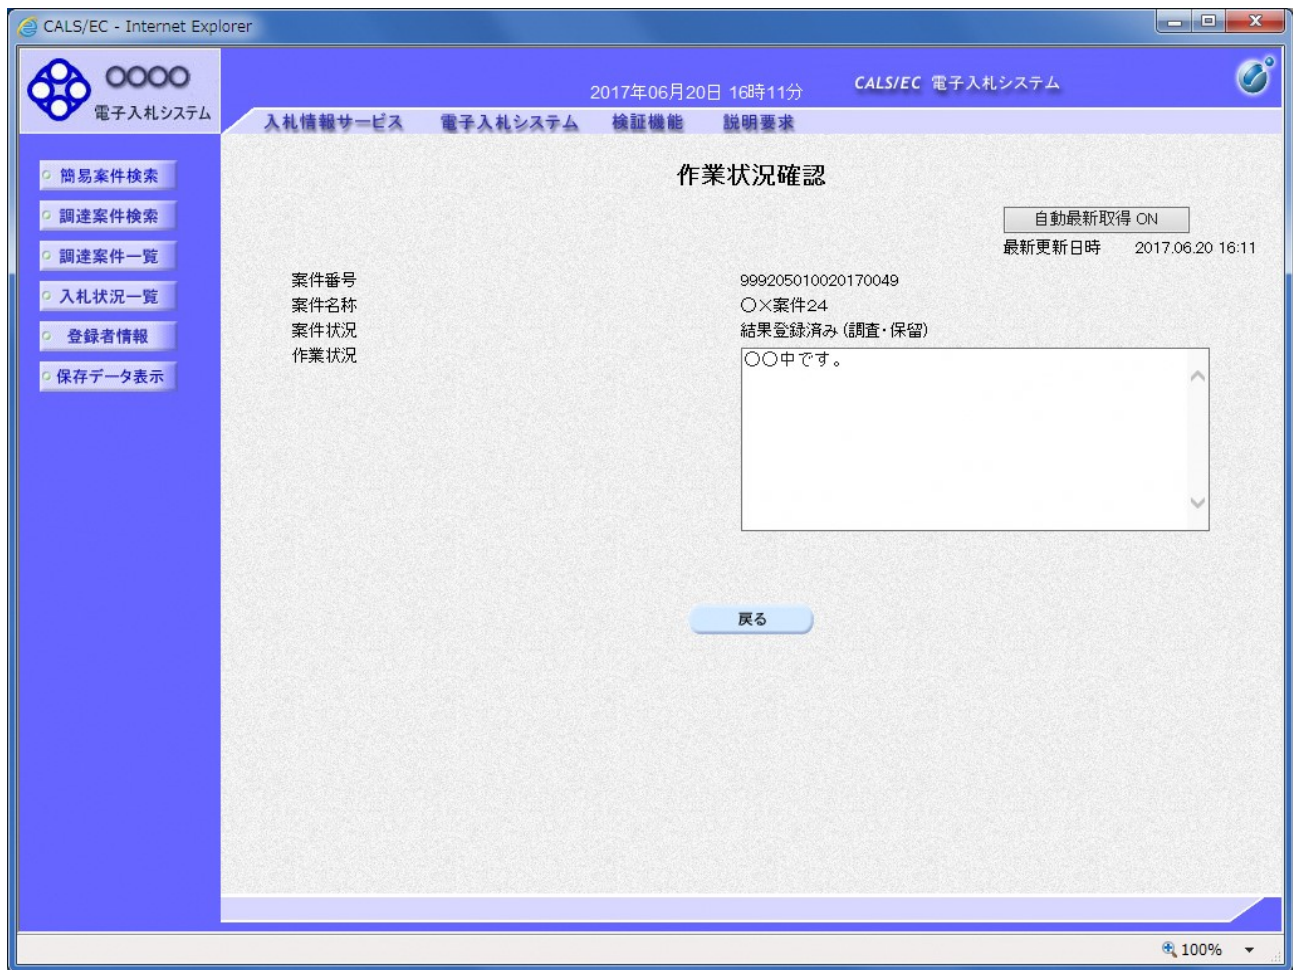 CALS/EC - Internet Explorer
〇〇〇〇
電子入札システム
2017年06月20日 16時11分
CALS/EC 電子入札システム
入札情報サービス 電子入札システム 検証機能 説明要求
簡易案件検索
調達案件検索
調達案件一覧
入札状況一覧
登録者情報
保存データ表示
作業状況確認
自動最新取得 ON
最新更新日時 2017.06.20 16:11
案件番号 999205010020170049
案件名称 〇×案件24
案件状況 結果登録済み(調査・保留)
作業状況 〇〇中です。
戻る
100%